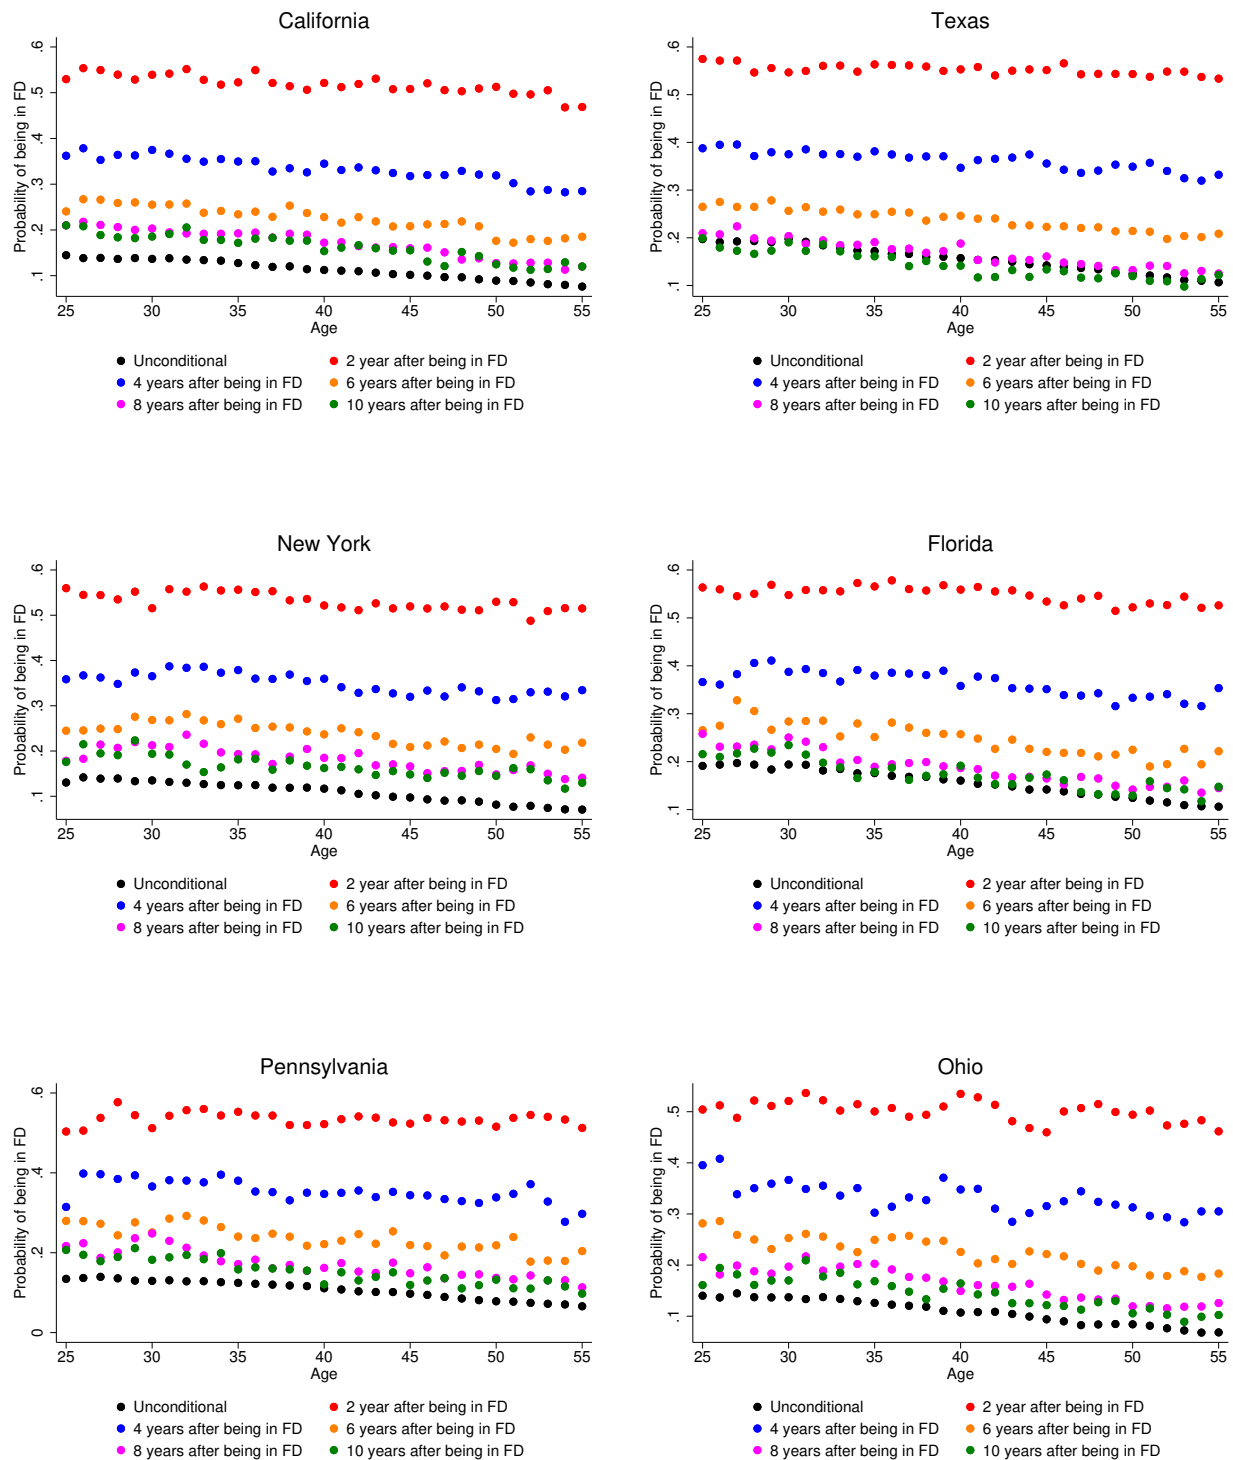 California
Probability of being in FD
.6
.5
.4
.3
.2
.1
25 30 35 40 45 50 55
Age
Unconditional 2 year after being in FD
4 years after being in FD 6 years after being in FD
8 years after being in FD 10 years after being in FD
Texas
Probability of being in FD
.6
.5
.4
.3
.2
.1
25 30 35 40 45 50 55
Age
Unconditional 2 year after being in FD
4 years after being in FD 6 years after being in FD
8 years after being in FD 10 years after being in FD
New York
Probability of being in FD
.6
.5
.4
.3
.2
.1
25 30 35 40 45 50 55
Age
Unconditional 2 year after being in FD
4 years after being in FD 6 years after being in FD
8 years after being in FD 10 years after being in FD
Florida
Probability of being in FD
.6
.5
.4
.3
.2
.1
25 30 35 40 45 50 55
Age
Unconditional 2 year after being in FD
4 years after being in FD 6 years after being in FD
8 years after being in FD 10 years after being in FD
Pennsylvania
Probability of being in FD
.6
.4
.2
0
25 30 35 40 45 50 55
Age
Unconditional 2 year after being in FD
4 years after being in FD 6 years after being in FD
8 years after being in FD 10 years after being in FD
Ohio
Probability of being in FD
.5
.4
.3
.2
.1
25 30 35 40 45 50 55
Age
Unconditional 2 year after being in FD
4 years after being in FD 6 years after being in FD
8 years after being in FD 10 years after being in FD